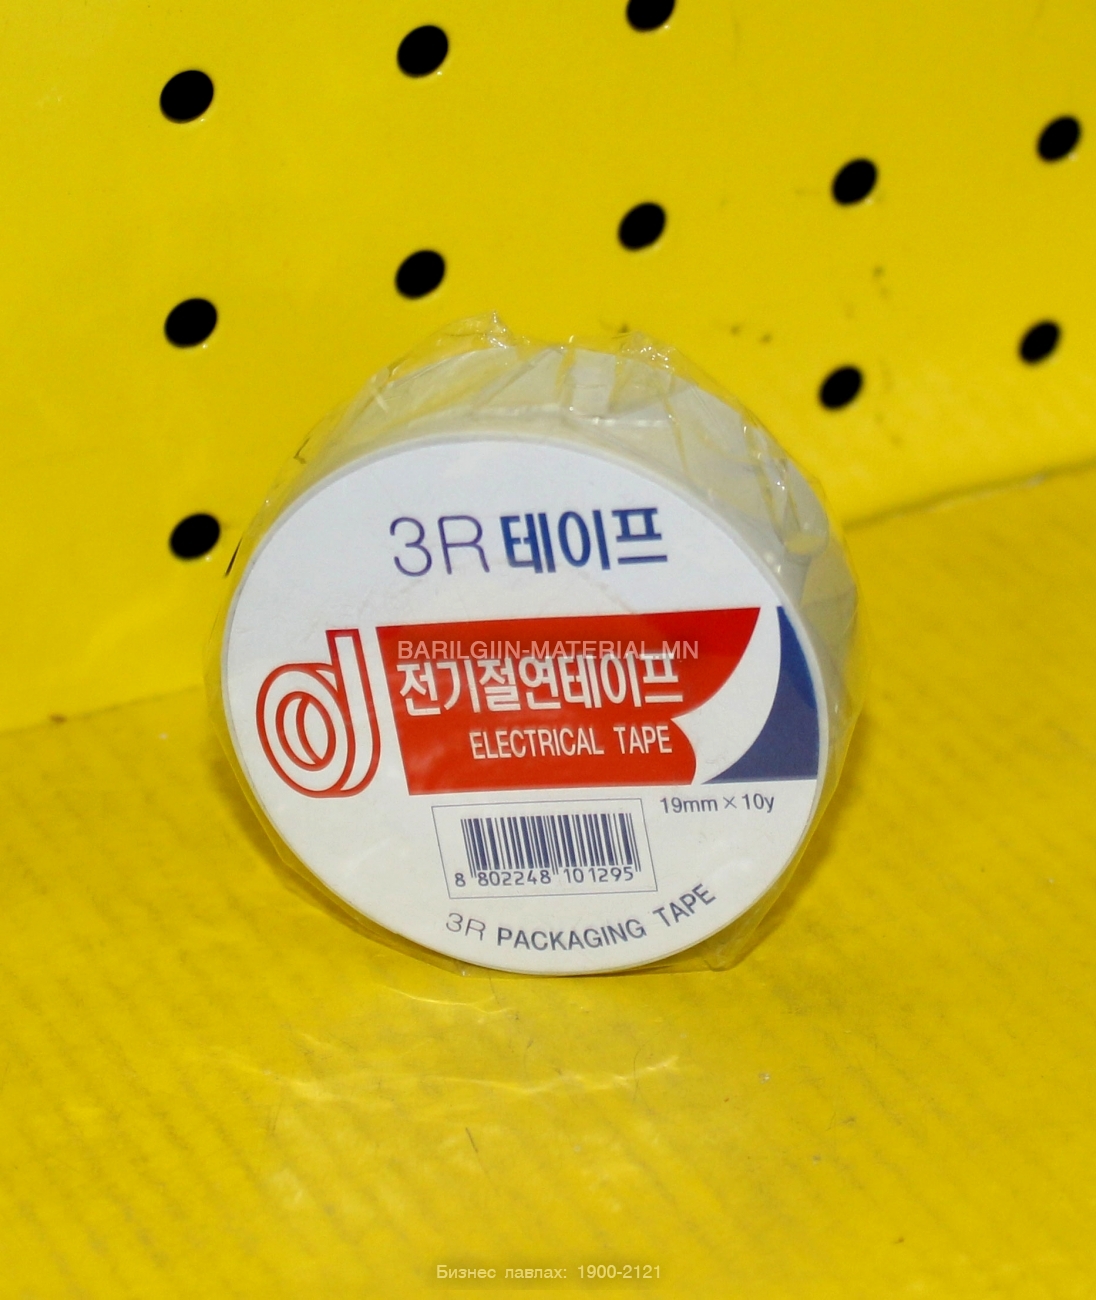 3R 테이프
BARILGIIN-MATERIAL.MN
전기절연테이프
ELECTRICAL TAPE
19mm×10y
8 802248 101295
3R PACKAGING TAPE
Бизнес лавлах: 1900-2121